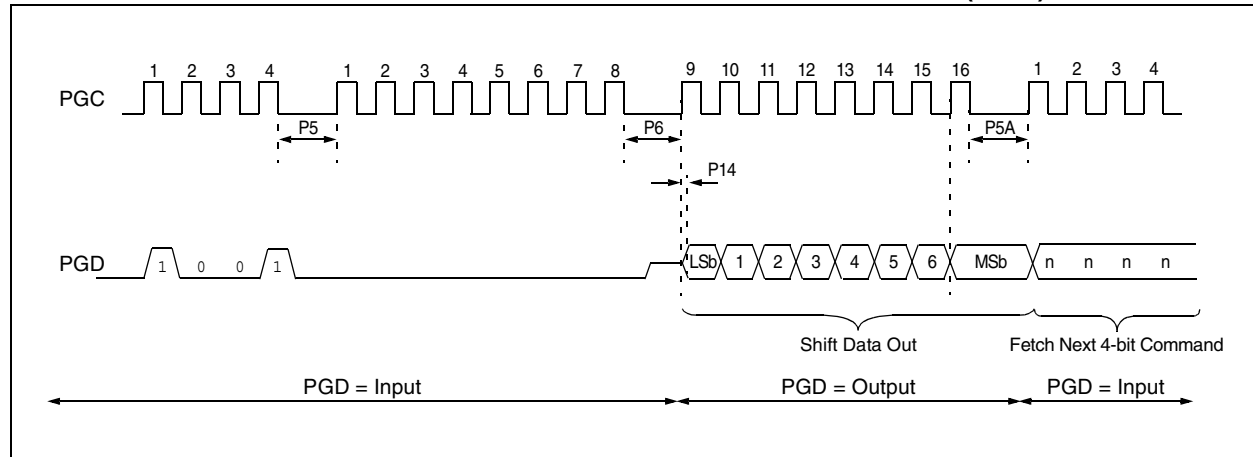 1 2 3 4 1 2 3 4 5 6 7 8 9 10 11 12 13 14 15 16 1 2 3 4
PGC
P5 P6 P5A
P14
PGD 1 0 0 1 LSb 1 2 3 4 5 6 MSb n n n n
Shift Data Out Fetch Next 4-bit Command
PGD = Input PGD = Output PGD = Input